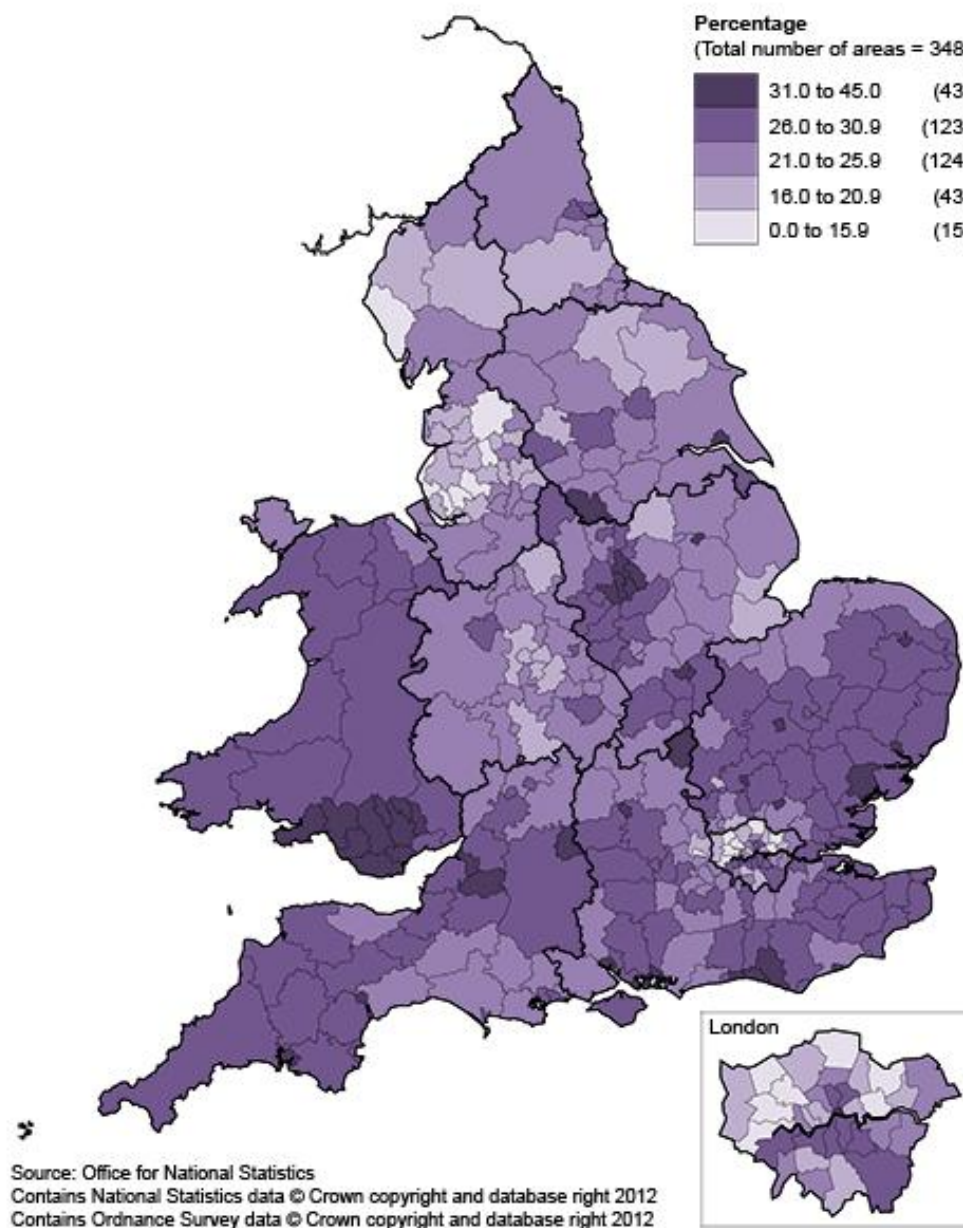 Percentage
(Total number of areas = 348
31.0 to 45.0 (43
26.0 to 30.9 (123
21.0 to 25.9 (124
16.0 to 20.9 (43
0.0 to 15.9 (15
London
Source: Office for National Statistics
Contains National Statistics data © Crown copyright and database right 2012
Contains Ordnance Survey data © Crown copyright and database right 2012